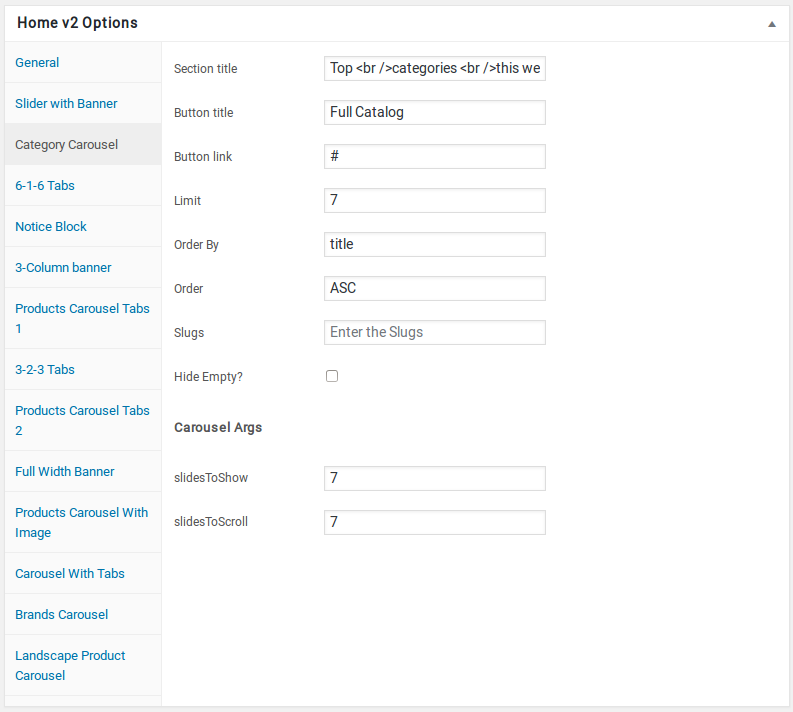 Home v2 Options
General
Slider with Banner
Category Carousel
6-1-6 Tabs
Notice Block
3-Column banner
Products Carousel Tabs
1
3-2-3 Tabs
Products Carousel Tabs
2
Full Width Banner
Products Carousel With
Image
Carousel With Tabs
Brands Carousel
Landscape Product
Carousel
Section title
Top <br />categories <br />this we
Button title
Full Catalog
Button link
#
Limit
7
Order By
title
Order
ASC
Slugs
Enter the Slugs
Hide Empty?
Carousel Args
slidesToShow
7
slidesToScroll
7